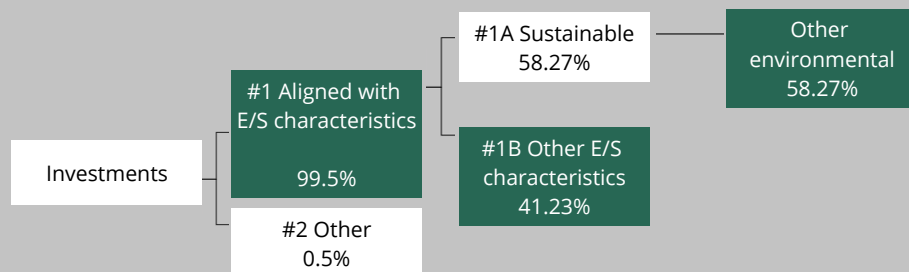 Investments
#1 Aligned with
E/S characteristics
99.5%
#2 Other
0.5%
#1A Sustainable
58.27%
#1B Other E/S
characteristics
41.23%
Other
environmental
58.27%